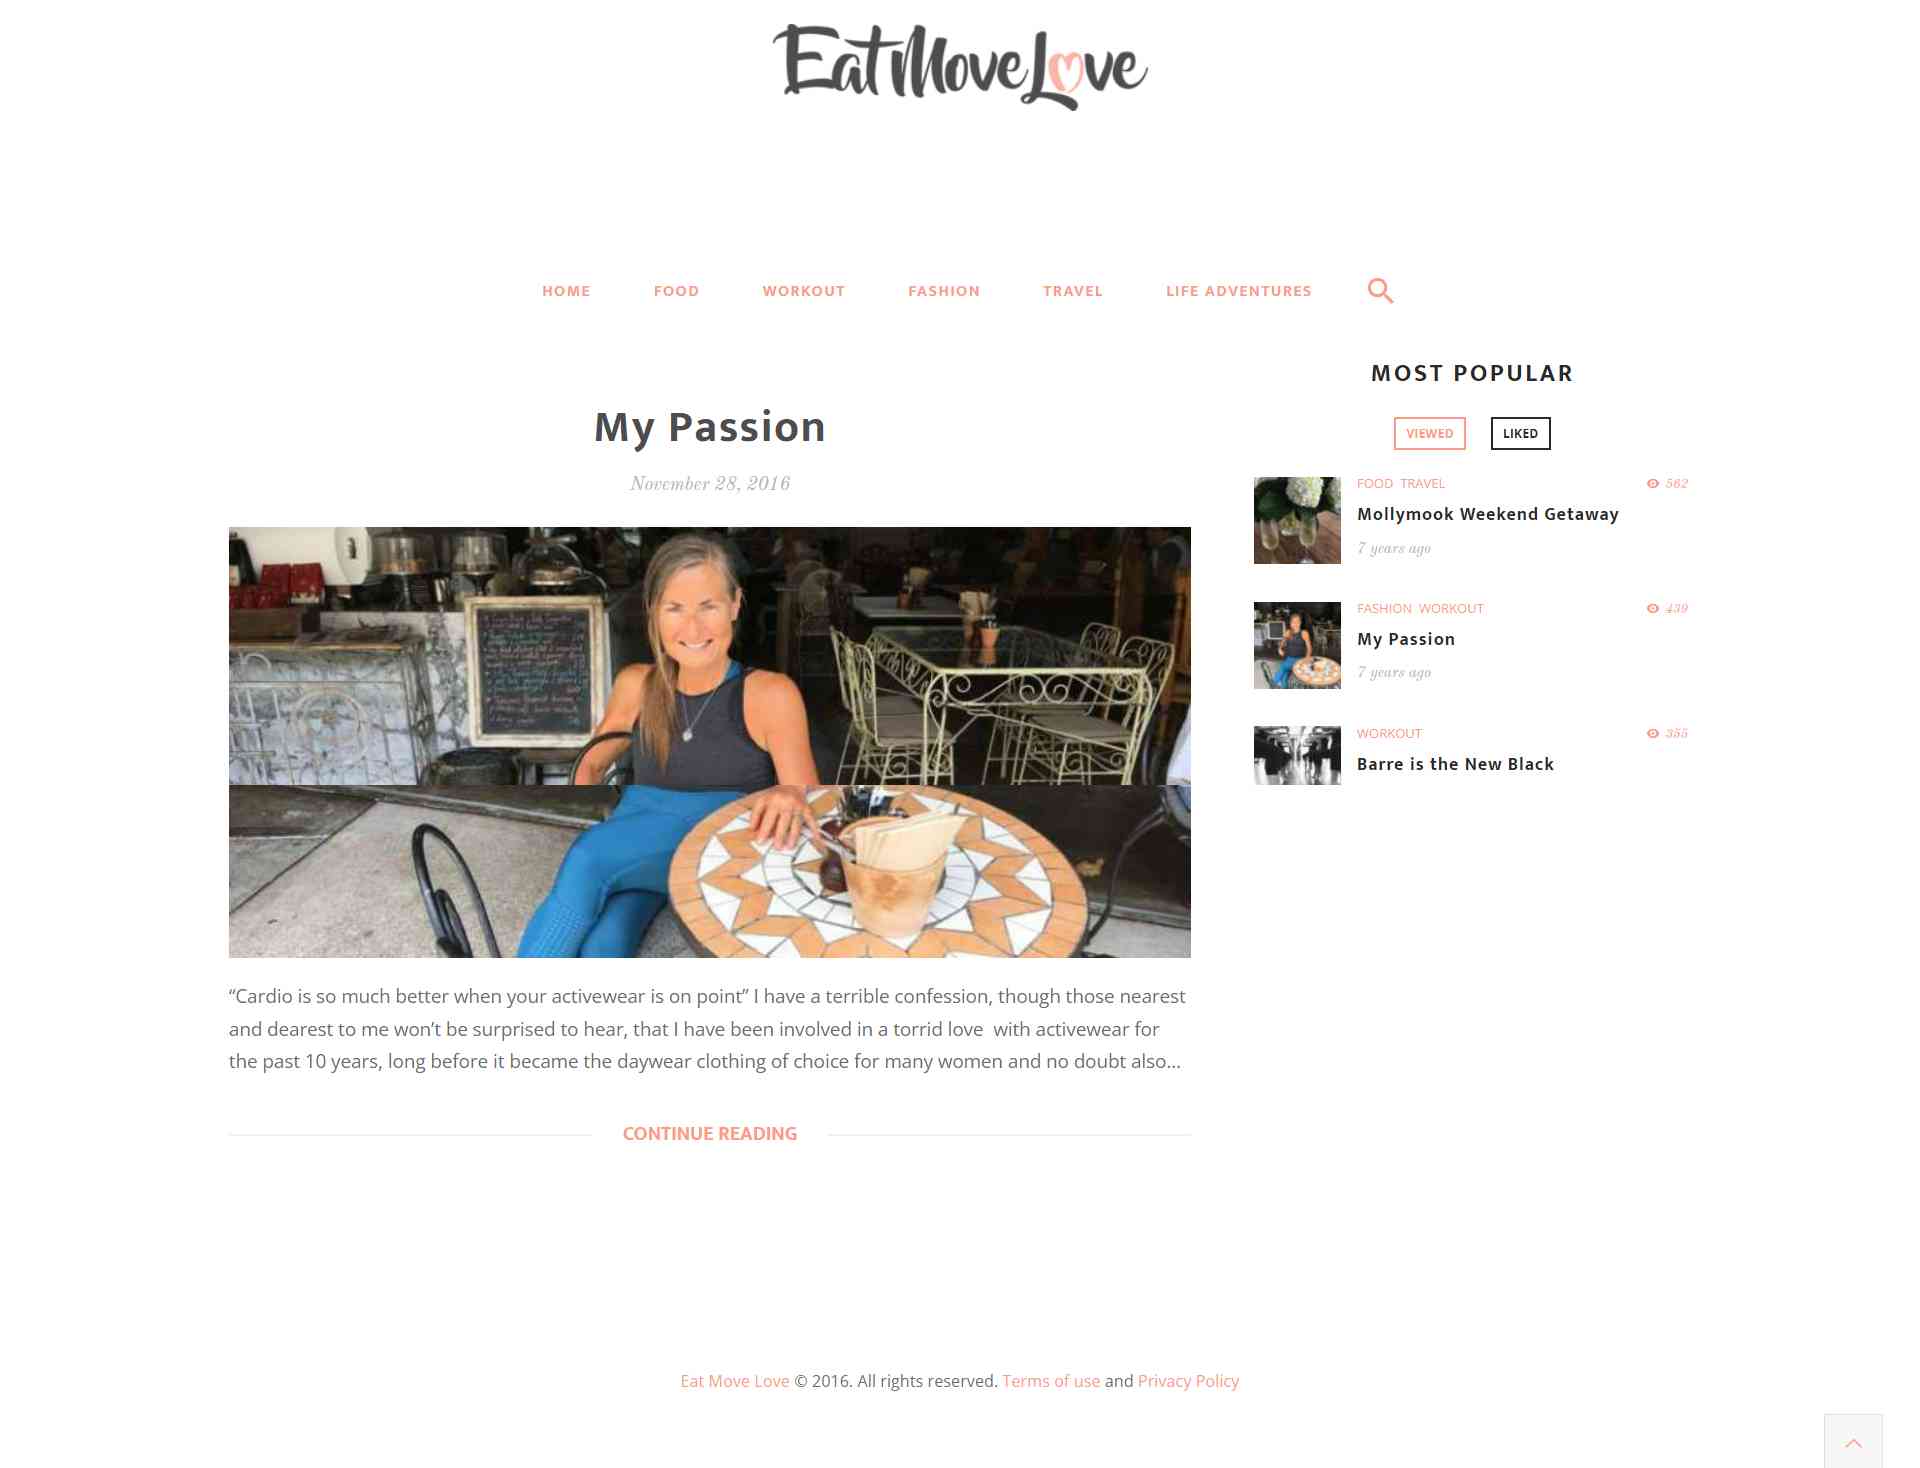 Eat Move Love
HOME FOOD WORKOUT FASHION TRAVEL LIFE ADVENTURES
My Passion
November 28, 2016
“Cardio is so much better when your activewear is on point” I have a terrible confession, though those nearest
and dearest to me won’t be surprised to hear, that I have been involved in a torrid love  with activewear for
the past 10 years, long before it became the daywear clothing of choice for many women and no doubt also...
CONTINUE READING
MOST POPULAR
VIEWED LIKED
FOOD TRAVEL 562
Mollymook Weekend Getaway
7 years ago
FASHION WORKOUT 439
My Passion
7 years ago
WORKOUT 355
Barre is the New Black
Eat Move Love © 2016. All rights reserved. Terms of use and Privacy Policy